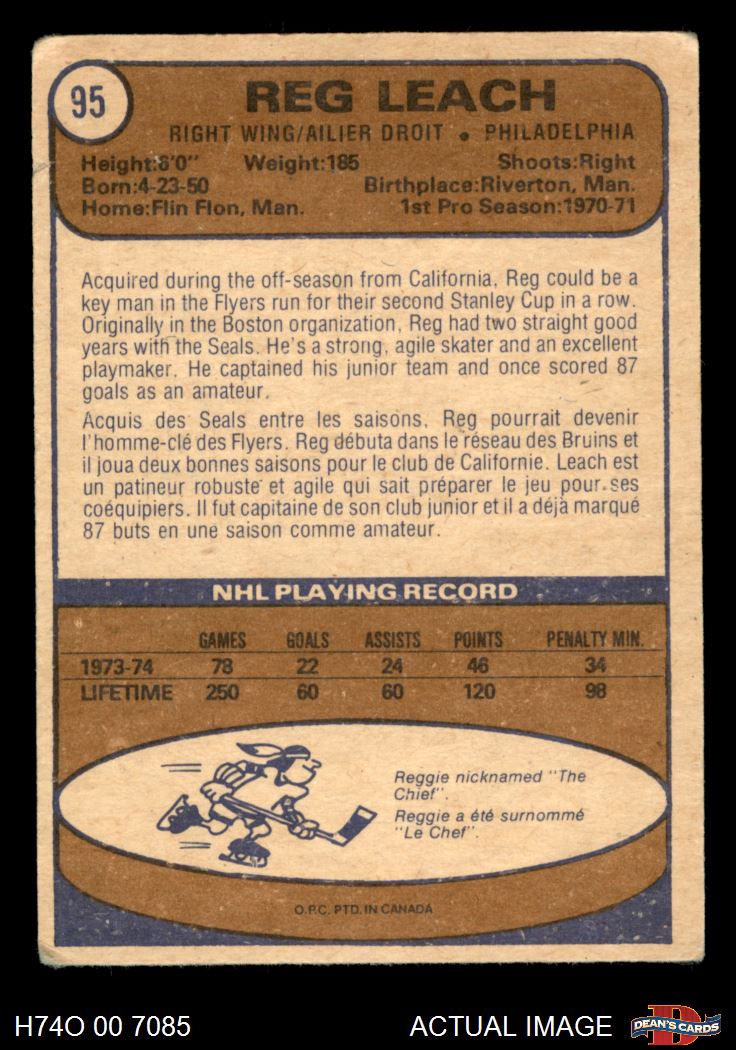 95
REG LEACH
RIGHT WING/AILIER DROIT • PHILADELPHIA
Height:6'0" Weight:185 Shoots:Right
Born:4-23-50 Birthplace:Riverton, Man.
Home:Flin Flon, Man. 1st Pro Season:1970-71
Acquired during the off-season from California, Reg could be a
key man in the Flyers run for their second Stanley Cup in a row.
Originally in the Boston organization, Reg had two straight good
years with the Seals. He's a strong, agile skater and an excellent
playmaker. He captained his junior team and once scored 87
goals as an amateur.
Acquis des Seals entre les saisons, Reg pourrait devenir
l'homme-clé des Flyers. Reg débuta dans le réseau des Bruins et
il joua deux bonnes saisons pour le club de Californie. Leach est
un patineur robuste et agile qui sait préparer le jeu pour ses
coéquipiers. Il fut capitaine de son club junior et il a déjà marqué
87 buts en une saison comme amateur.
NHL PLAYING RECORD
GAMES GOALS ASSISTS POINTS PENALTY MIN.
1973-74 78 22 24 46 34
LIFETIME 250 60 60 120 98
Reggie nicknamed "The
Chief".
Reggie a été surnommé
"Le Chef".
O.P.C. PTD. IN CANADA
H74O 00 7085 ACTUAL IMAGE DEAN'S CARDS